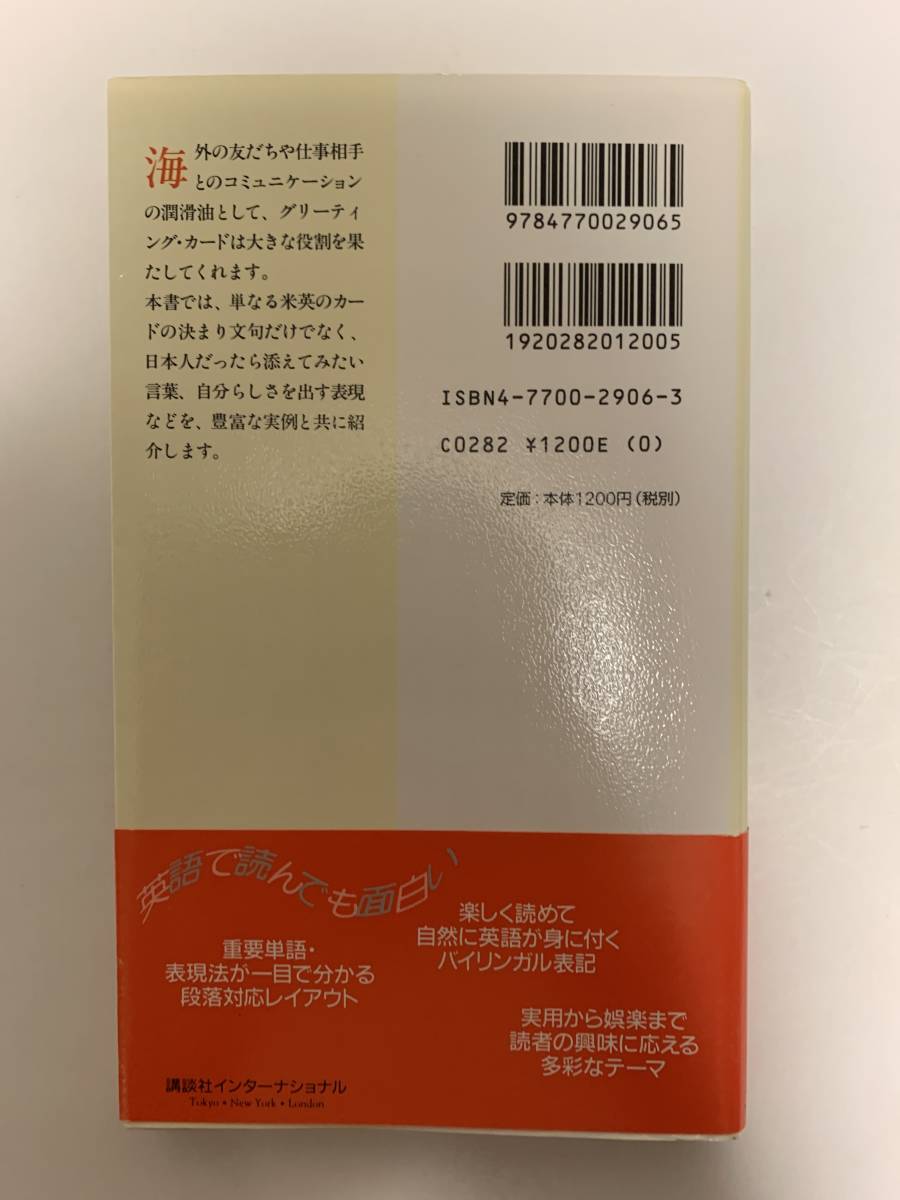 海外の友だちや仕事相手
とのコミュニケーション
の潤滑油として、グリーティ
ング・カードは大きな役割を果
たしてくれます。
本書では、単なる米英のカー
ドの決まり文句だけでなく、
日本人だったら添えてみたい
言葉、自分らしさを出す表現
などを、豊富な実例と共に紹
介します。
9784770029065
1920282012005
ISBN4-7700-2906-3
C0282 ¥1200E (0)
定価：本体1200円（税別）
英語で読んでも面白い
重要単語・
表現法が一目で分かる
段落対応レイアウト
楽しく読めて
自然に英語が身に付く
バイリンガル表記
実用から娯楽まで
読者の興味に応える
多彩なテーマ
講談社インターナショナル
Tokyo • New York • London